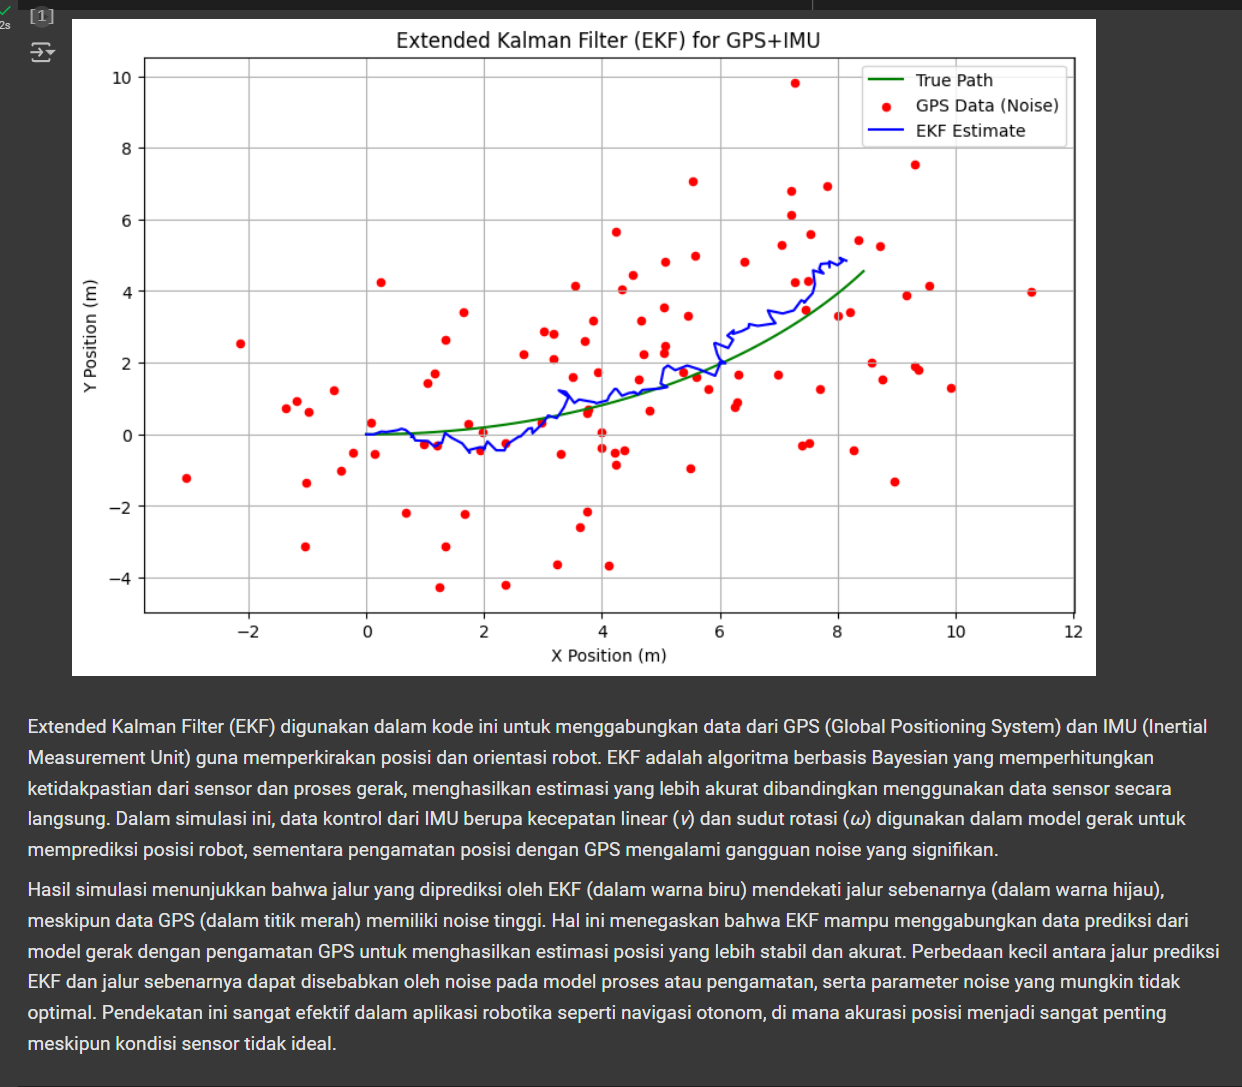 [1]
2s
Extended Kalman Filter (EKF) for GPS+IMU
True Path
GPS Data (Noise)
EKF Estimate
10
8
6
4
2
0
−2
−4
Y Position (m)
−2 0 2 4 6 8 10 12
X Position (m)
Extended Kalman Filter (EKF) digunakan dalam kode ini untuk menggabungkan data dari GPS (Global Positioning System) dan IMU (Inertial
Measurement Unit) guna memperkirakan posisi dan orientasi robot. EKF adalah algoritma berbasis Bayesian yang memperhitungkan
ketidakpastian dari sensor dan proses gerak, menghasilkan estimasi yang lebih akurat dibandingkan menggunakan data sensor secara
langsung. Dalam simulasi ini, data kontrol dari IMU berupa kecepatan linear (v) dan sudut rotasi (ω) digunakan dalam model gerak untuk
memprediksi posisi robot, sementara pengamatan posisi dengan GPS mengalami gangguan noise yang signifikan.
Hasil simulasi menunjukkan bahwa jalur yang diprediksi oleh EKF (dalam warna biru) mendekati jalur sebenarnya (dalam warna hijau),
meskipun data GPS (dalam titik merah) memiliki noise tinggi. Hal ini menegaskan bahwa EKF mampu menggabungkan data prediksi dari
model gerak dengan pengamatan GPS untuk menghasilkan estimasi posisi yang lebih stabil dan akurat. Perbedaan kecil antara jalur prediksi
EKF dan jalur sebenarnya dapat disebabkan oleh noise pada model proses atau pengamatan, serta parameter noise yang mungkin tidak
optimal. Pendekatan ini sangat efektif dalam aplikasi robotika seperti navigasi otonom, di mana akurasi posisi menjadi sangat penting
meskipun kondisi sensor tidak ideal.